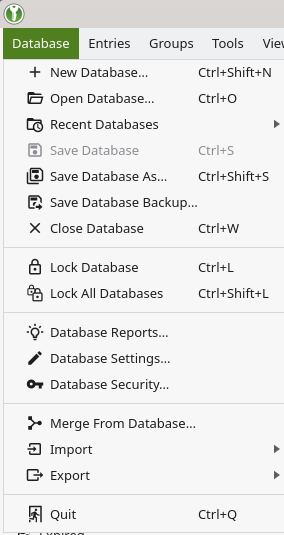 Database Entries Groups Tools
New Database... Ctrl+Shift+N
Open Database... Ctrl+O
Recent Databases
Save Database Ctrl+S
Save Database As... Ctrl+Shift+S
Save Database Backup...
Close Database Ctrl+W
Lock Database Ctrl+L
Lock All Databases Ctrl+Shift+L
Database Reports...
Database Settings...
Database Security...
Merge From Database...
Import
Export
Quit Ctrl+Q